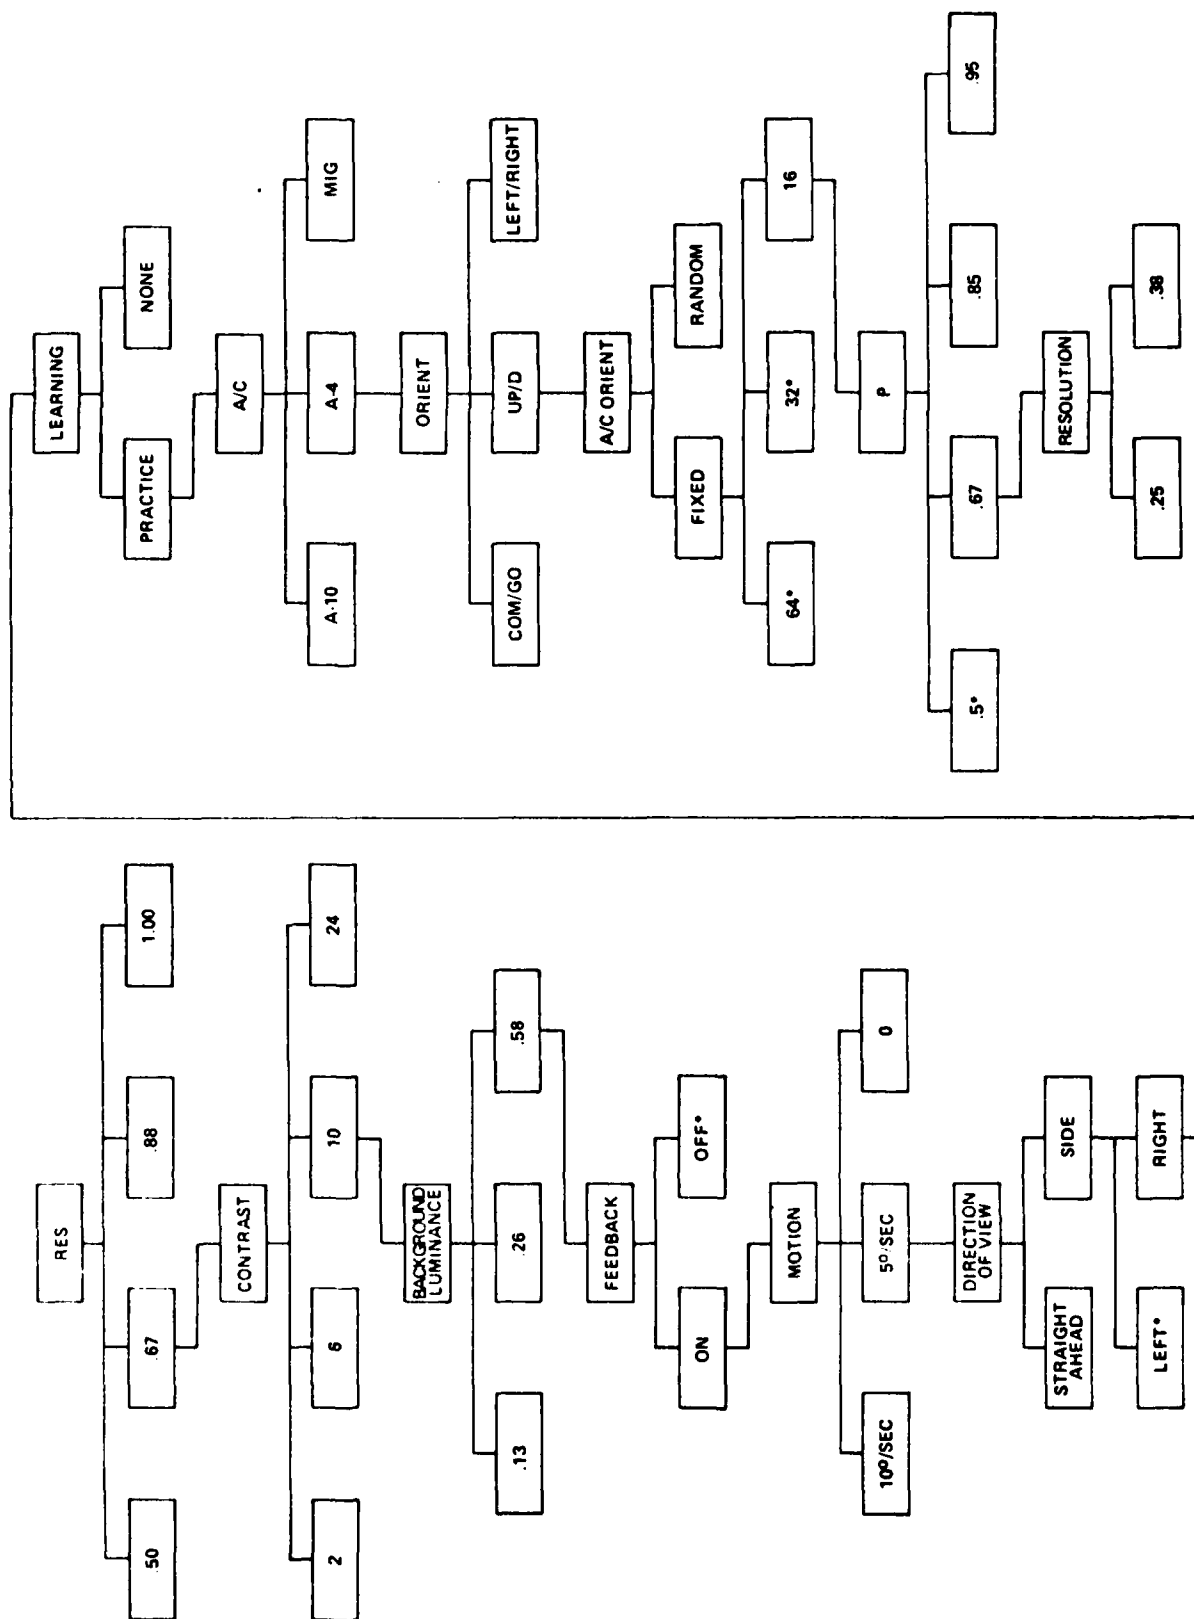 RES
.50
.67
.88
1.00
CONTRAST
2
6
10
24
BACKGROUND
LUMINANCE
.13
.26
.58
FEEDBACK
ON
OFF*
MOTION
10º/SEC
5º/SEC
0
DIRECTION
OF VIEW
STRAIGHT
AHEAD
SIDE
LEFT*
RIGHT
LEARNING
PRACTICE
NONE
A/C
A-10
A-4
MIG
ORIENT
COM/GO
UP/D
LEFT/RIGHT
A/C ORIENT
FIXED
RANDOM
64*
32*
16
P
.5*
.67
.85
.95
RESOLUTION
.25
.38